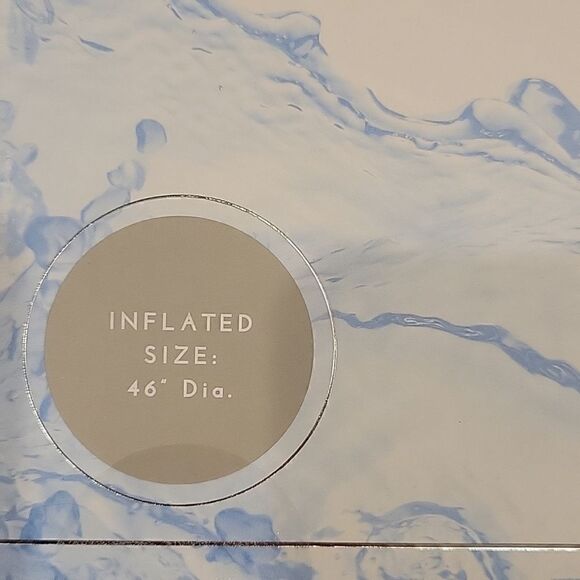 INFLATED
SIZE:
46" Dia.